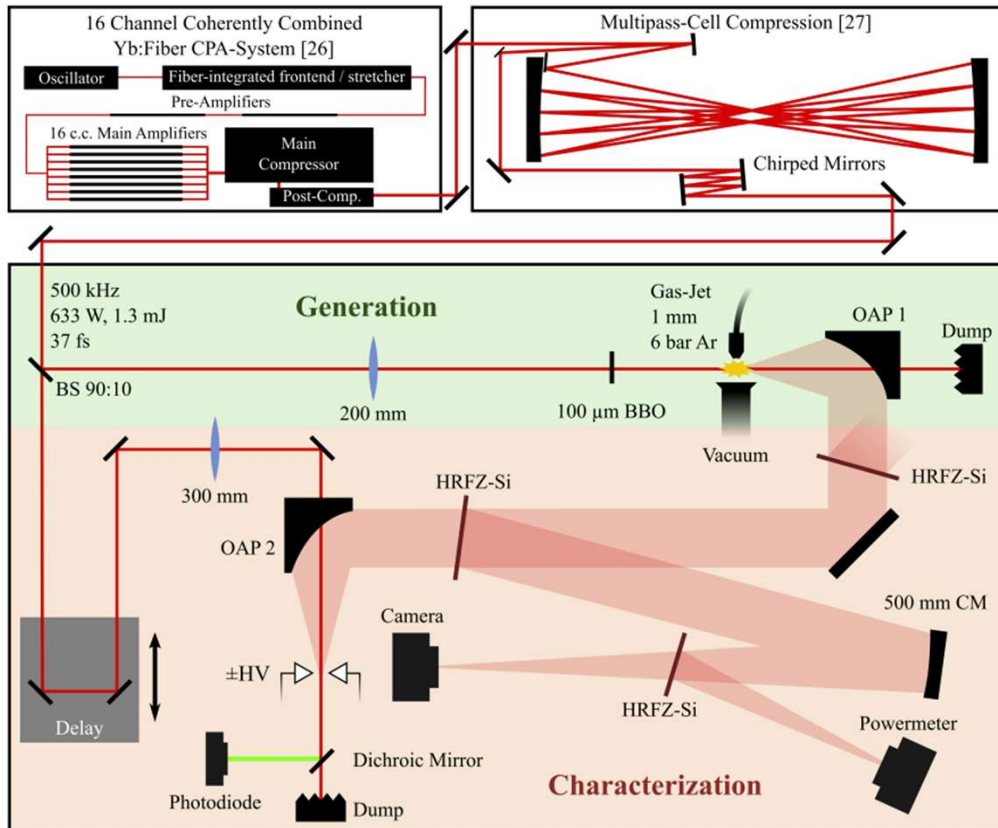 16 Channel Coherently Combined
Yb:Fiber CPA-System [26]
Oscillator
Fiber-integrated frontend / stretcher
Pre-Amplifiers
16 c.c. Main Amplifiers
Main
Compressor
Post-Comp.
Multipass-Cell Compression [27]
Chirped Mirrors
500 kHz
633 W, 1.3 mJ
37 fs
Generation
Gas-Jet
1 mm
6 bar Ar
OAP 1
Dump
BS 90:10
200 mm
100 µm BBO
Vacuum
HRFZ-Si
300 mm
HRFZ-Si
OAP 2
500 mm CM
Camera
±HV
HRFZ-Si
Delay
Powermeter
Dichroic Mirror
Photodiode
Dump
Characterization